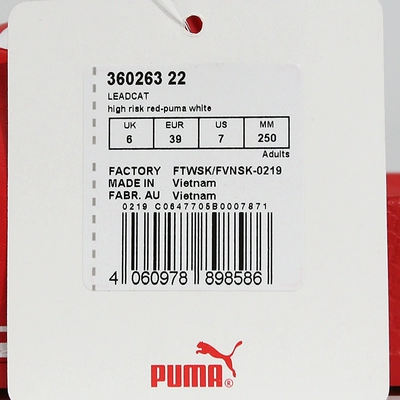 360263 22
LEADCAT
high risk red-puma white
UK EUR US MM
6 39 7 250
Adults
FACTORY FTWSK/FVNSK-0219
MADE IN Vietnam
FABR. AU Vietnam
0219 C0647705B0007871
4 060978 898586
PUMA®